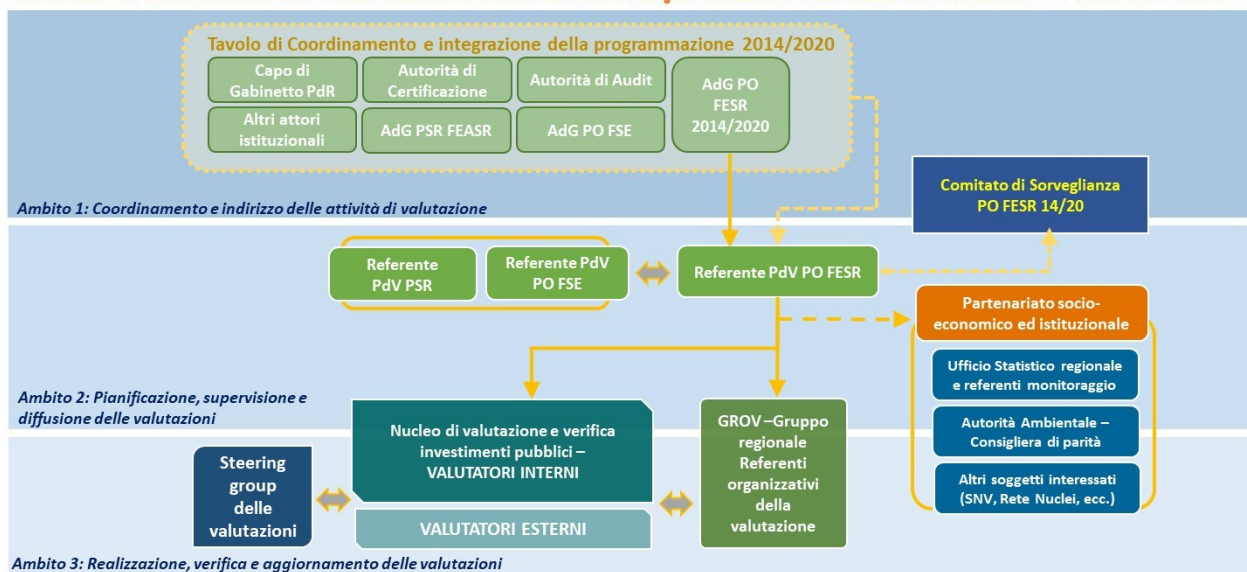 Tavolo di Coordinamento e integrazione della programmazione 2014/2020
Capo di
Gabinetto PdR
Autorità di
Certificazione
Autorità di Audit
AdG PO
FESR
2014/2020
Altri attori
istituzionali
AdG PSR FEASR
AdG PO FSE
Comitato di Sorveglianza
PO FESR 14/20
Ambito 1: Coordinamento e indirizzo delle attività di valutazione
Referente
PdV PSR
Referente PdV
PO FSE
Referente PdV PO FESR
Partenariato socio-
economico ed istituzionale
Ufficio Statistico regionale
e referenti monitoraggio
Autorità Ambientale –
Consigliera di parità
Altri soggetti interessati
(SNV, Rete Nuclei, ecc.)
Ambito 2: Pianificazione, supervisione e
diffusione delle valutazioni
Nucleo di valutazione e verifica
investimenti pubblici –
VALUTATORI INTERNI
GROV –Gruppo
regionale
Referenti
organizzativi
della
valutazione
Steering
group
delle
valutazioni
VALUTATORI ESTERNI
Ambito 3: Realizzazione, verifica e aggiornamento delle valutazioni